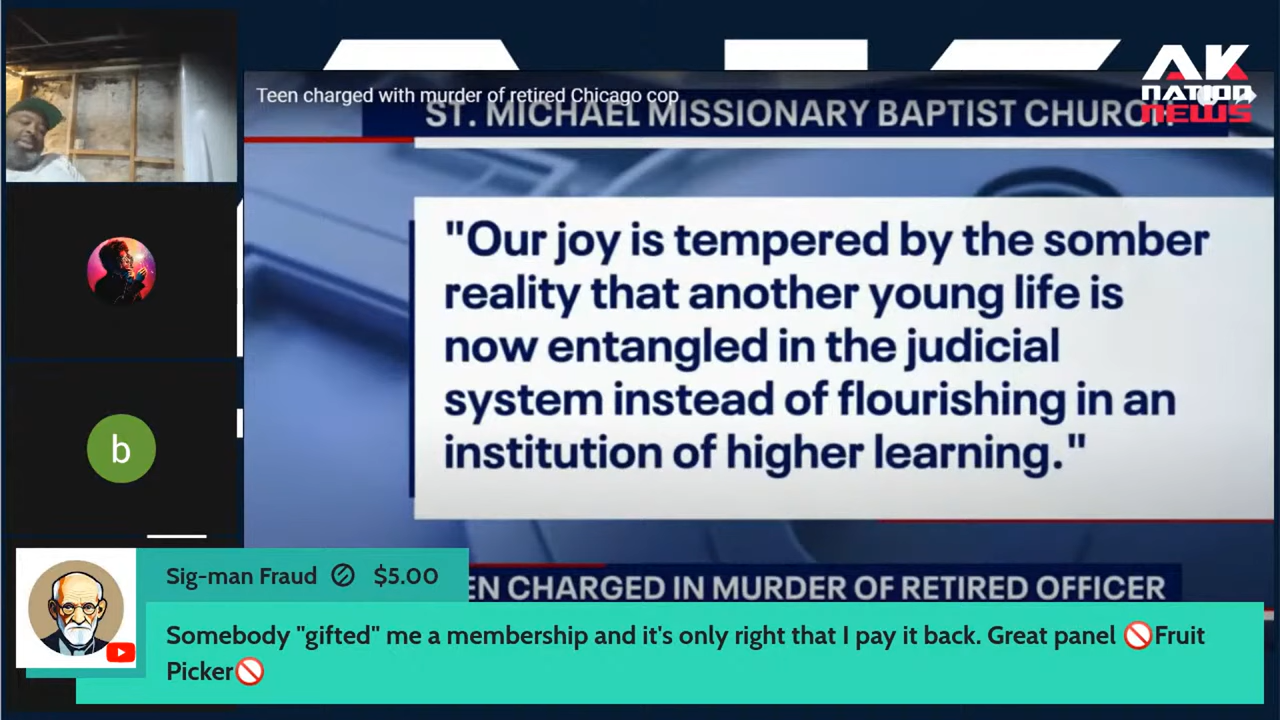 Teen charged with murder of retired Chicago cop
ST. MICHAEL MISSIONARY BAPTIST CHURCH
AK
NATION
NEWS
"Our joy is tempered by the somber
reality that another young life is
now entangled in the judicial
system instead of flourishing in an
institution of higher learning."
b
EN CHARGED IN MURDER OF RETIRED OFFICER
Sig-man Fraud $5.00
Somebody "gifted" me a membership and it's only right that I pay it back. Great panel 🚫Fruit
Picker🚫